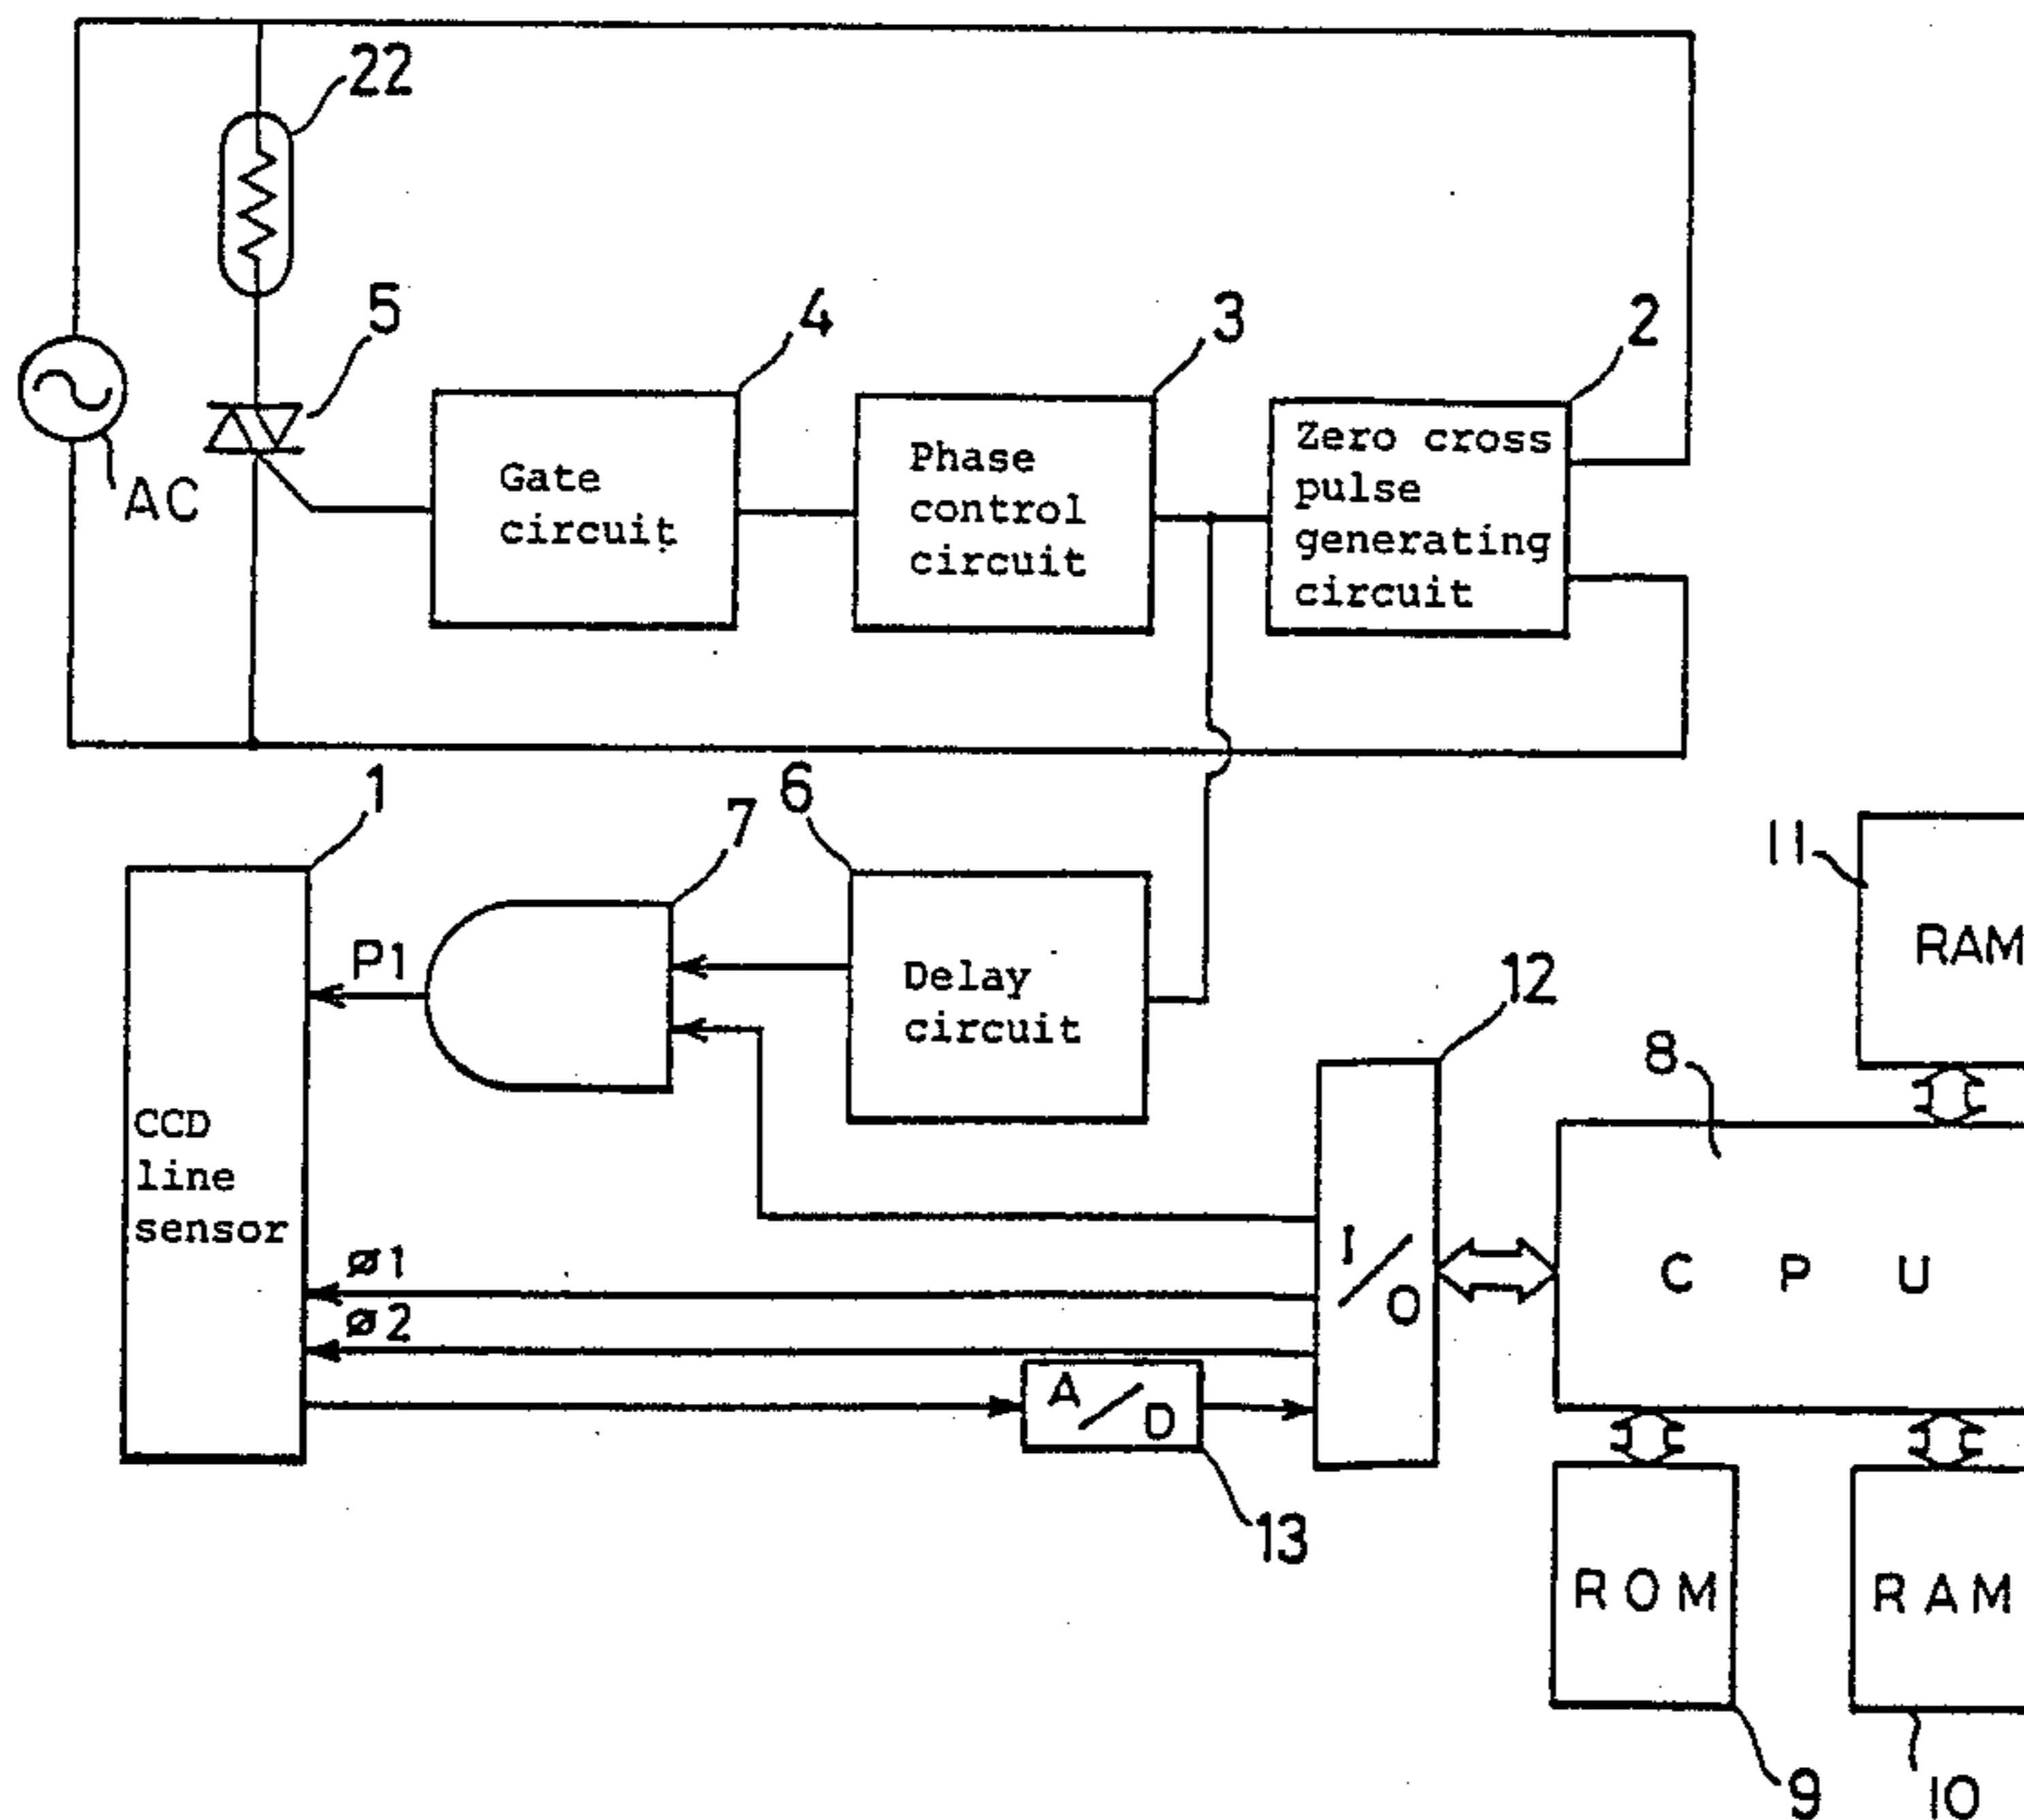 22
5
4
3
2
AC
Gate
circuit
Phase
control
circuit
Zero cross
pulse
generating
circuit
1
7
6
11
RAM
P1
Delay
circuit
12
8
CCD
line
sensor
I/O
CPU
ø1
ø2
A/D
13
ROM
RAM
9
10